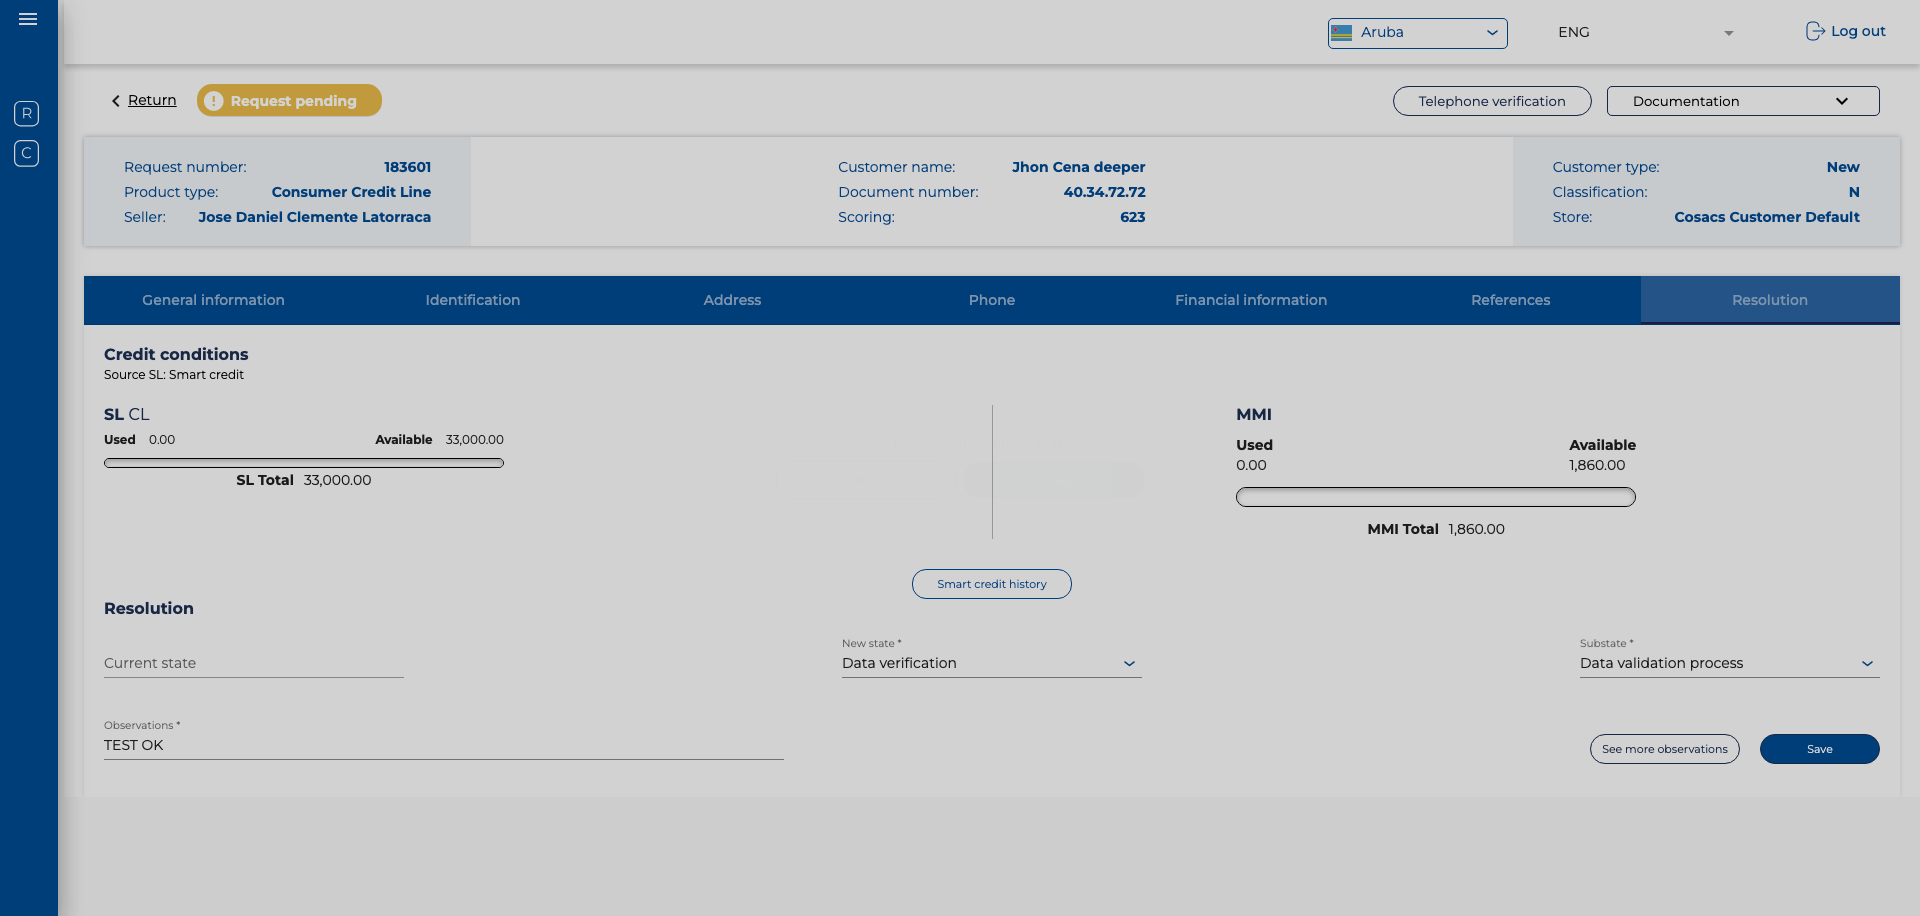 Aruba
ENG
Log out
R
C
Return
Request pending
Telephone verification
Documentation
Request number: 183601
Product type: Consumer Credit Line
Seller: Jose Daniel Clemente Latorraca
Customer name: Jhon Cena deeper
Document number: 40.34.72.72
Scoring: 623
Customer type: New
Classification: N
Store: Cosacs Customer Default
General information
Identification
Address
Phone
Financial information
References
Resolution
Credit conditions
Source SL: Smart credit
SL CL
Used 0.00 Available 33,000.00
SL Total 33,000.00
MMI
Used Available
0.00 1,860.00
MMI Total 1,860.00
Smart credit history
Resolution
Current state
New state *
Data verification
Substate *
Data validation process
Observations *
TEST OK
See more observations
Save